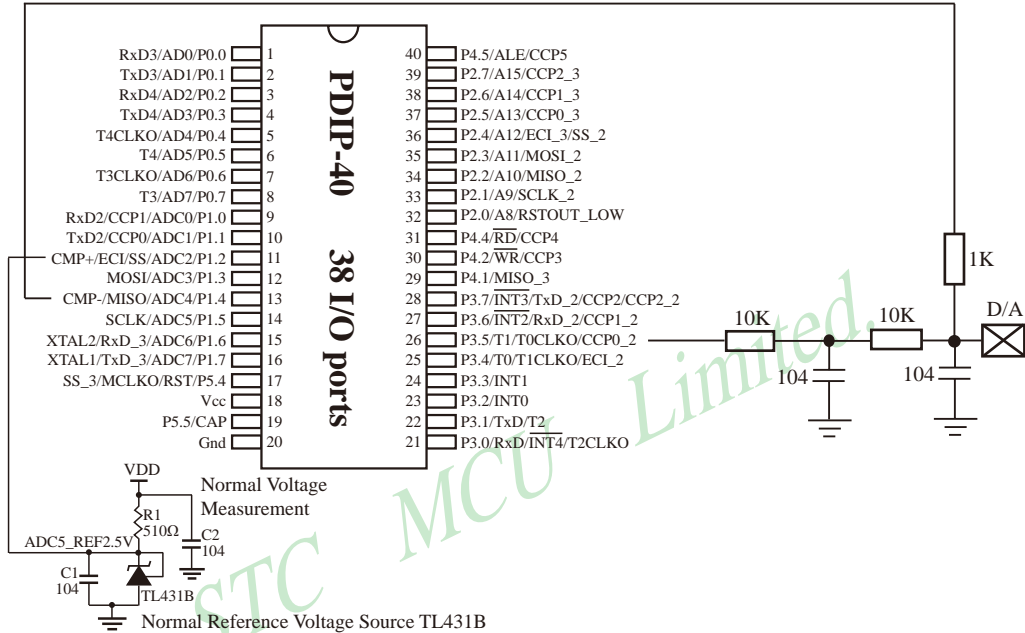 RxD3/AD0/P0.0 1
TxD3/AD1/P0.1 2
RxD4/AD2/P0.2 3
TxD4/AD3/P0.3 4
T4CLKO/AD4/P0.4 5
T4/AD5/P0.5 6
T3CLKO/AD6/P0.6 7
T3/AD7/P0.7 8
RxD2/CCP1/ADC0/P1.0 9
TxD2/CCP0/ADC1/P1.1 10
CMP+/ECI/SS/ADC2/P1.2 11
MOSI/ADC3/P1.3 12
CMP-/MISO/ADC4/P1.4 13
SCLK/ADC5/P1.5 14
XTAL2/RxD_3/ADC6/P1.6 15
XTAL1/TxD_3/ADC7/P1.7 16
SS_3/MCLKO/RST/P5.4 17
Vcc 18
P5.5/CAP 19
Gnd 20
PDIP-40
38 I/O ports
40 P4.5/ALE/CCP5
39 P2.7/A15/CCP2_3
38 P2.6/A14/CCP1_3
37 P2.5/A13/CCP0_3
36 P2.4/A12/ECI_3/SS_2
35 P2.3/A11/MOSI_2
34 P2.2/A10/MISO_2
33 P2.1/A9/SCLK_2
32 P2.0/A8/RSTOUT_LOW
31 P4.4/RD/CCP4
30 P4.2/WR/CCP3
29 P4.1/MISO_3
28 P3.7/INT3/TxD_2/CCP2/CCP2_2
27 P3.6/INT2/RxD_2/CCP1_2
26 P3.5/T1/T0CLKO/CCP0_2
25 P3.4/T0/T1CLKO/ECI_2
24 P3.3/INT1
23 P3.2/INT0
22 P3.1/TxD/T2
21 P3.0/RxD/INT4/T2CLKO
1K
D/A
10K
10K
104
104
VDD
Normal Voltage
Measurement
R1
510Ω
C2
104
ADC5_REF2.5V
C1
104
TL431B
Normal Reference Voltage Source TL431B
STC MCU Limited.